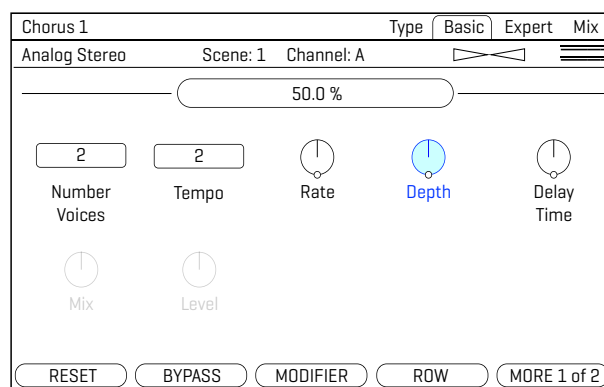 Chorus 1 Type Basic Expert Mix
Analog Stereo Scene: 1 Channel: A
50.0 %
2 2
Number Voices Tempo Rate Depth Delay Time
Mix Level
RESET BYPASS MODIFIER ROW MORE 1 of 2